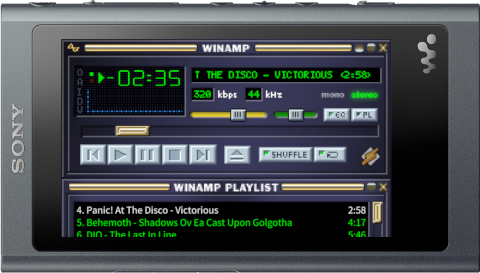 SONY
WINAMP
O
A
I
D
V
-02:35
T THE DISCO - VICTORIOUS <2:58>
320 kbps 44 kHz mono stereo
EQ PL
SHUFFLE
WINAMP PLAYLIST
4. Panic! At The Disco - Victorious 2:58
5. Behemoth - Shadows Ov Ea Cast Upon Golgotha 4:17
6. DIO - The Last In Line 5:46